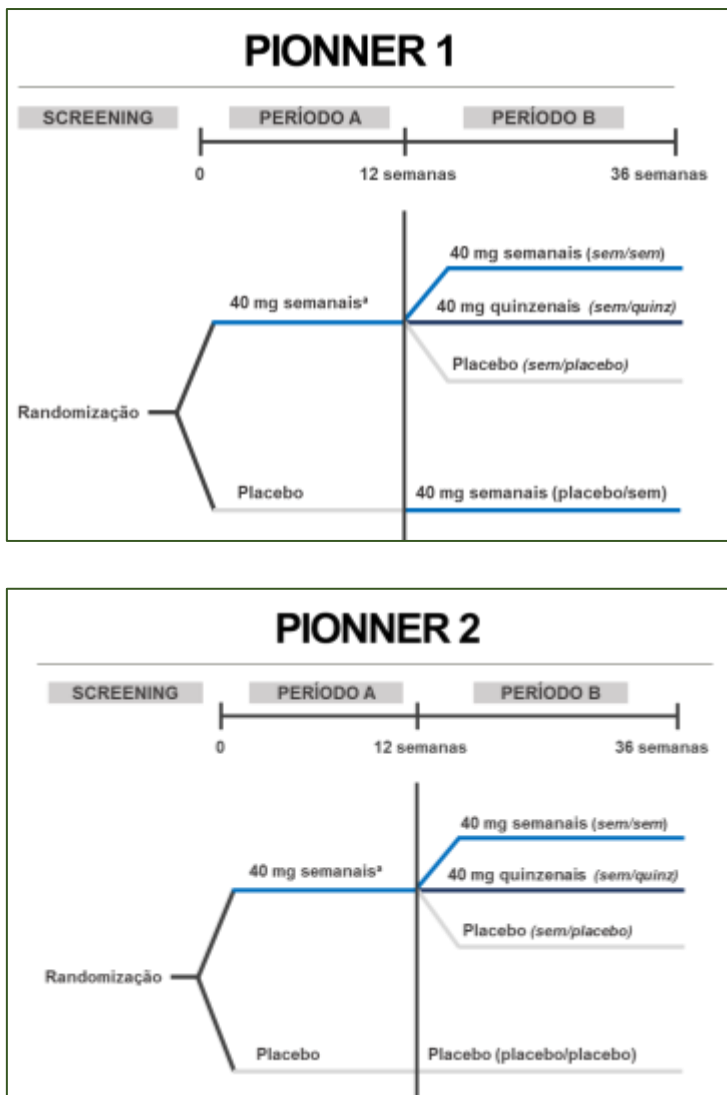 PIONNER 1
SCREENING PERÍODO A PERÍODO B
0 12 semanas 36 semanas
40 mg semanais (sem/sem)
40 mg semanaisª 40 mg quinzenais (sem/quinz)
Placebo (sem/placebo)
Randomização
Placebo 40 mg semanais (placebo/sem)
PIONNER 2
SCREENING PERÍODO A PERÍODO B
0 12 semanas 36 semanas
40 mg semanais (sem/sem)
40 mg semanaisª 40 mg quinzenais (sem/quinz)
Placebo (sem/placebo)
Randomização
Placebo Placebo (placebo/placebo)